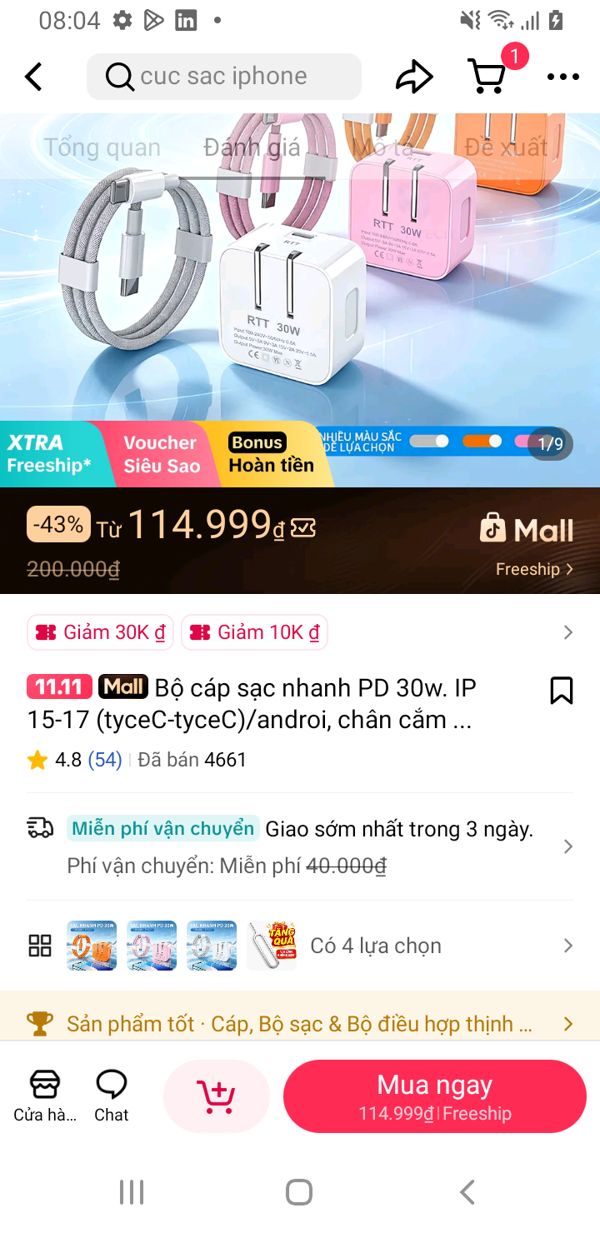 08:04
1
cuc sac iphone
Tổng quan Đánh giá Mô tả Đề xuất
RTT 30W
RTT
RTT 30W
XTRA
Freeship*
Voucher
Siêu Sao
Bonus
Hoàn tiền
NHIỀU MÀU SẮC
ĐỂ LỰA CHỌN
1/9
-43% Từ 114.999₫
Mall
200.000₫
Freeship
Giảm 30K ₫ Giảm 10K ₫
11.11 Mall Bộ cáp sạc nhanh PD 30w. IP
15-17 (tyceC-tyceC)/androi, chân cắm ...
4.8 (54) Đã bán 4661
Miễn phí vận chuyển Giao sớm nhất trong 3 ngày.
Phí vận chuyển: Miễn phí 40.000₫
TẶNG
QUÀ
Có 4 lựa chọn
Sản phẩm tốt · Cáp, Bộ sạc & Bộ điều hợp thịnh ...
Cửa hà...
Chat
Mua ngay
114.999₫ Freeship